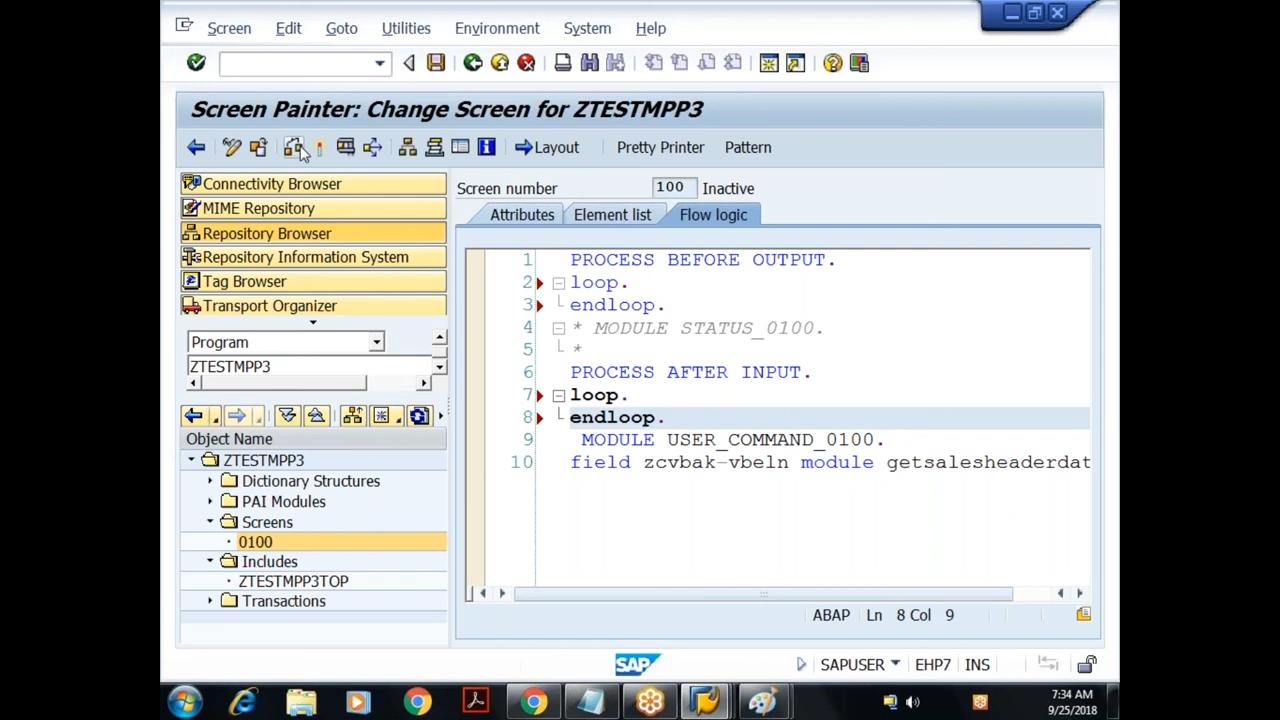 Screen Edit Goto Utilities Environment System Help
Screen Painter: Change Screen for ZTESTMPP3
Layout Pretty Printer Pattern
Connectivity Browser
MIME Repository
Repository Browser
Repository Information System
Tag Browser
Transport Organizer
Program
ZTESTMPP3
Object Name
ZTESTMPP3
Dictionary Structures
PAI Modules
Screens
0100
Includes
ZTESTMPP3TOP
Transactions
Screen number 100 Inactive
Attributes Element list Flow logic
1 PROCESS BEFORE OUTPUT.
2 loop.
3 endloop.
4 * MODULE STATUS_0100.
5 *
6 PROCESS AFTER INPUT.
7 loop.
8 endloop.
9 MODULE USER_COMMAND_0100.
10 field zcvbak-vbeln module getsalesheaderdat
ABAP Ln 8 Col 9
SAP SAPUSER EHP7 INS
7:34 AM
9/25/2018